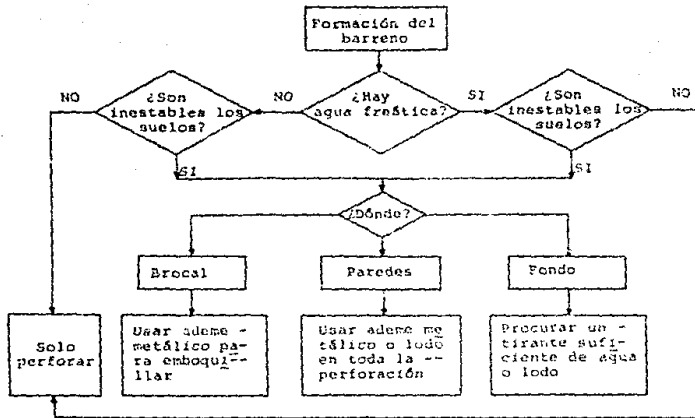 Formación del
barreno
NO
¿Son
inestables los
suelos?
NO
¿Hay
agua freática?
SI
¿Son
inestables los
suelos?
NO
SI
SI
¿Dónde?
Brocal
Paredes
Fondo
Solo
perforar
Usar ademe -
metálico pa-
ra emboqui--
llar
Usar ademe me
tálico o lodo
en toda la --
perforación
Procurar un -
tirante sufi-
ciente de agua
o lodo